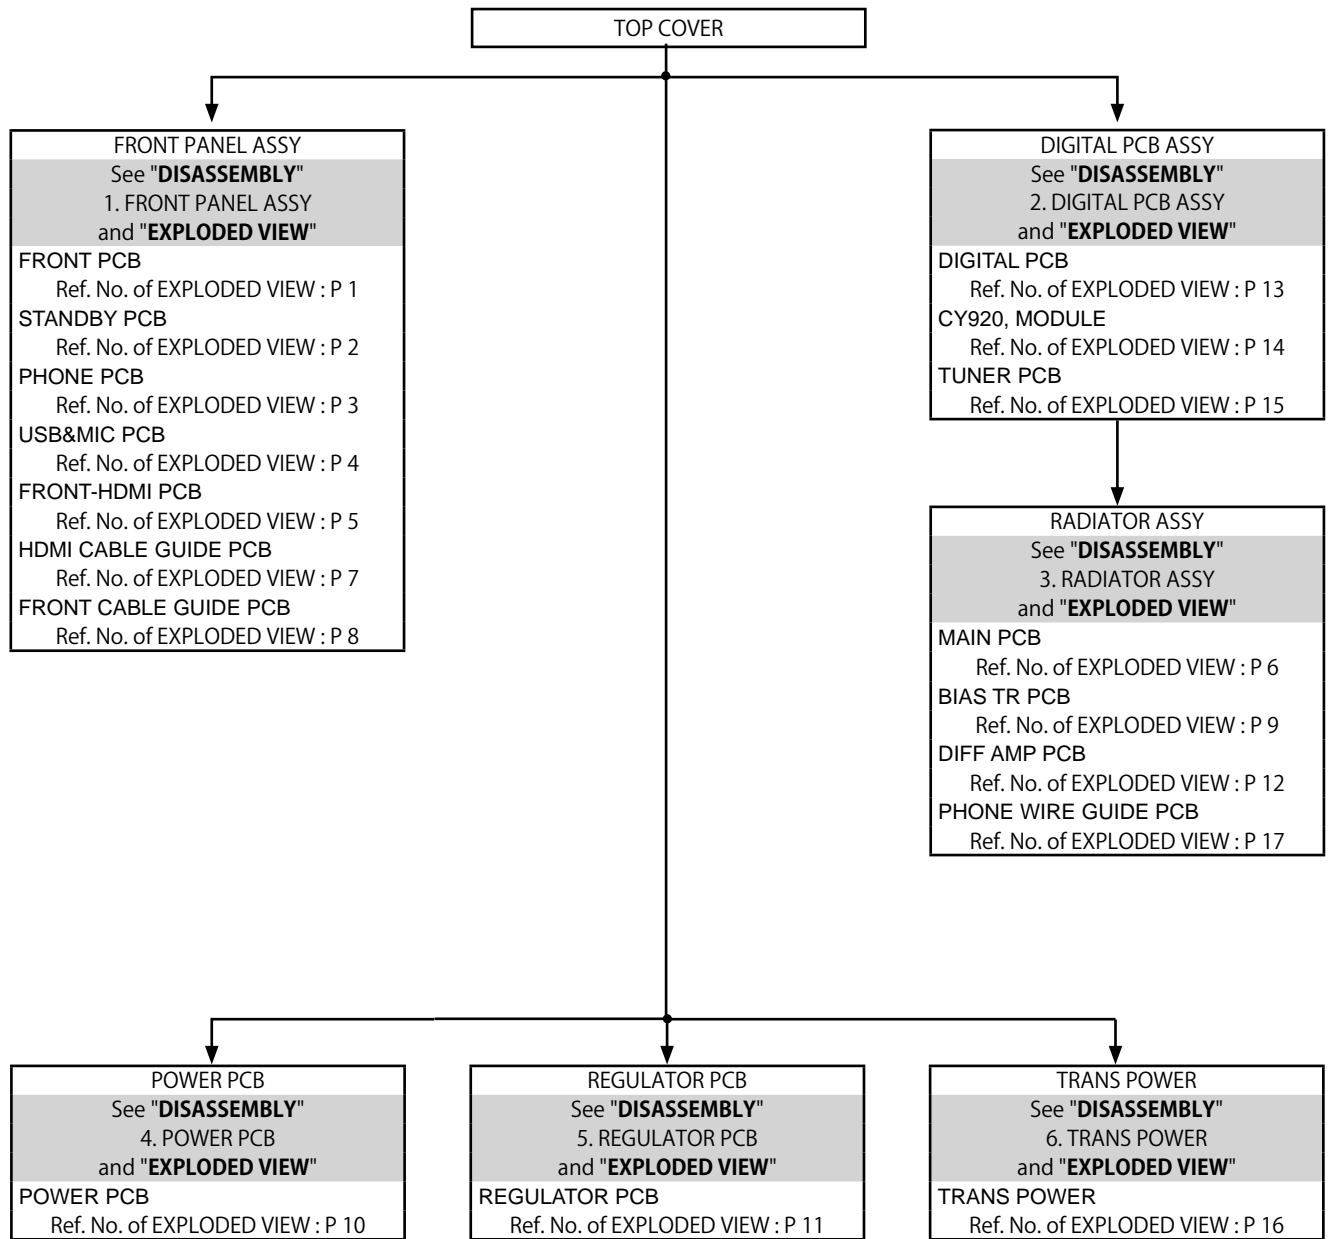 TOP COVER
FRONT PANEL ASSY
See "DISASSEMBLY"
1. FRONT PANEL ASSY
and "EXPLODED VIEW"
FRONT PCB
Ref. No. of EXPLODED VIEW : P 1
STANDBY PCB
Ref. No. of EXPLODED VIEW : P 2
PHONE PCB
Ref. No. of EXPLODED VIEW : P 3
USB&MIC PCB
Ref. No. of EXPLODED VIEW : P 4
FRONT-HDMI PCB
Ref. No. of EXPLODED VIEW : P 5
HDMI CABLE GUIDE PCB
Ref. No. of EXPLODED VIEW : P 7
FRONT CABLE GUIDE PCB
Ref. No. of EXPLODED VIEW : P 8
DIGITAL PCB ASSY
See "DISASSEMBLY"
2. DIGITAL PCB ASSY
and "EXPLODED VIEW"
DIGITAL PCB
Ref. No. of EXPLODED VIEW : P 13
CY920, MODULE
Ref. No. of EXPLODED VIEW : P 14
TUNER PCB
Ref. No. of EXPLODED VIEW : P 15
RADIATOR ASSY
See "DISASSEMBLY"
3. RADIATOR ASSY
and "EXPLODED VIEW"
MAIN PCB
Ref. No. of EXPLODED VIEW : P 6
BIAS TR PCB
Ref. No. of EXPLODED VIEW : P 9
DIFF AMP PCB
Ref. No. of EXPLODED VIEW : P 12
PHONE WIRE GUIDE PCB
Ref. No. of EXPLODED VIEW : P 17
POWER PCB
See "DISASSEMBLY"
4. POWER PCB
and "EXPLODED VIEW"
POWER PCB
Ref. No. of EXPLODED VIEW : P 10
REGULATOR PCB
See "DISASSEMBLY"
5. REGULATOR PCB
and "EXPLODED VIEW"
REGULATOR PCB
Ref. No. of EXPLODED VIEW : P 11
TRANS POWER
See "DISASSEMBLY"
6. TRANS POWER
and "EXPLODED VIEW"
TRANS POWER
Ref. No. of EXPLODED VIEW : P 16